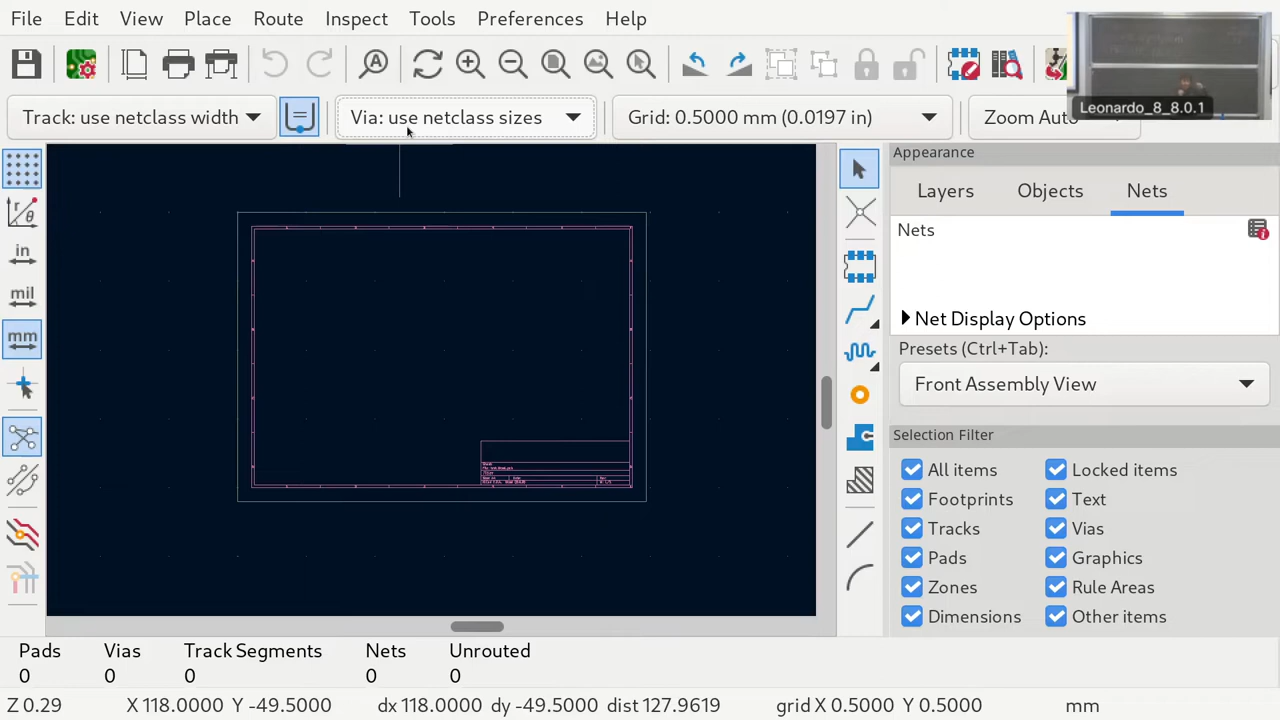 File Edit View Place Route Inspect Tools Preferences Help
Leonardo_8_8.0.1
Track: use netclass width Via: use netclass sizes Grid: 0.5000 mm (0.0197 in) Zoom Auto
Appearance
Layers Objects Nets
Nets
Net Display Options
Presets (Ctrl+Tab):
Front Assembly View
Selection Filter
All items Locked items
Footprints Text
Tracks Vias
Pads Graphics
Zones Rule Areas
Dimensions Other items
in
mil
mm
r
θ
Pads Vias Track Segments Nets Unrouted
0 0 0 0 0
Z 0.29 X 118.0000 Y -49.5000 dx 118.0000 dy -49.5000 dist 127.9619 grid X 0.5000 Y 0.5000 mm